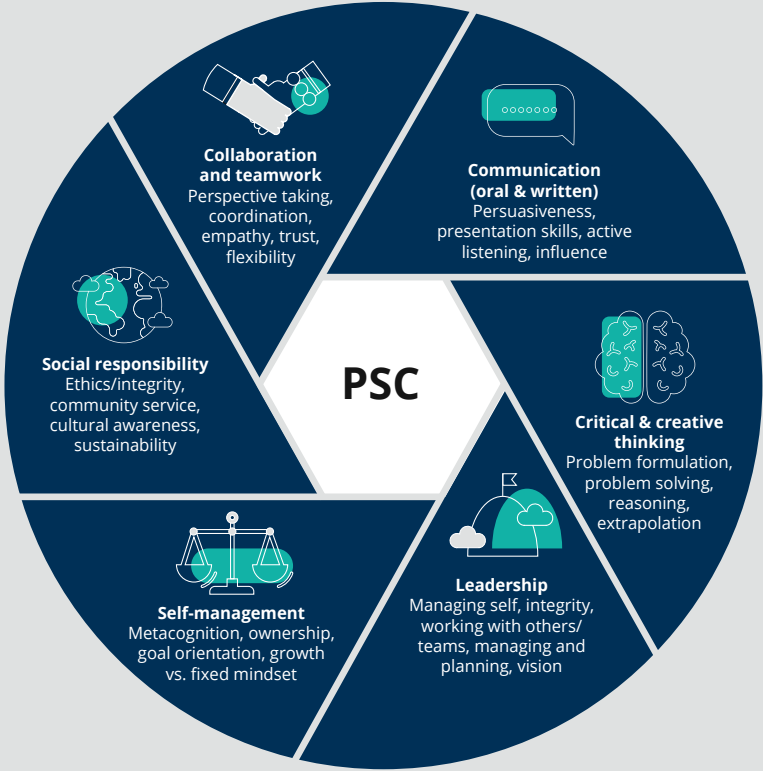 Collaboration
and teamwork
Perspective taking,
coordination,
empathy, trust,
flexibility
Communication
(oral & written)
Persuasiveness,
presentation skills, active
listening, influence
Social responsibility
Ethics/integrity,
community service,
cultural awareness,
sustainability
PSC
Critical & creative
thinking
Problem formulation,
problem solving,
reasoning,
extrapolation
Self-management
Metacognition, ownership,
goal orientation, growth
vs. fixed mindset
Leadership
Managing self, integrity,
working with others/
teams, managing and
planning, vision